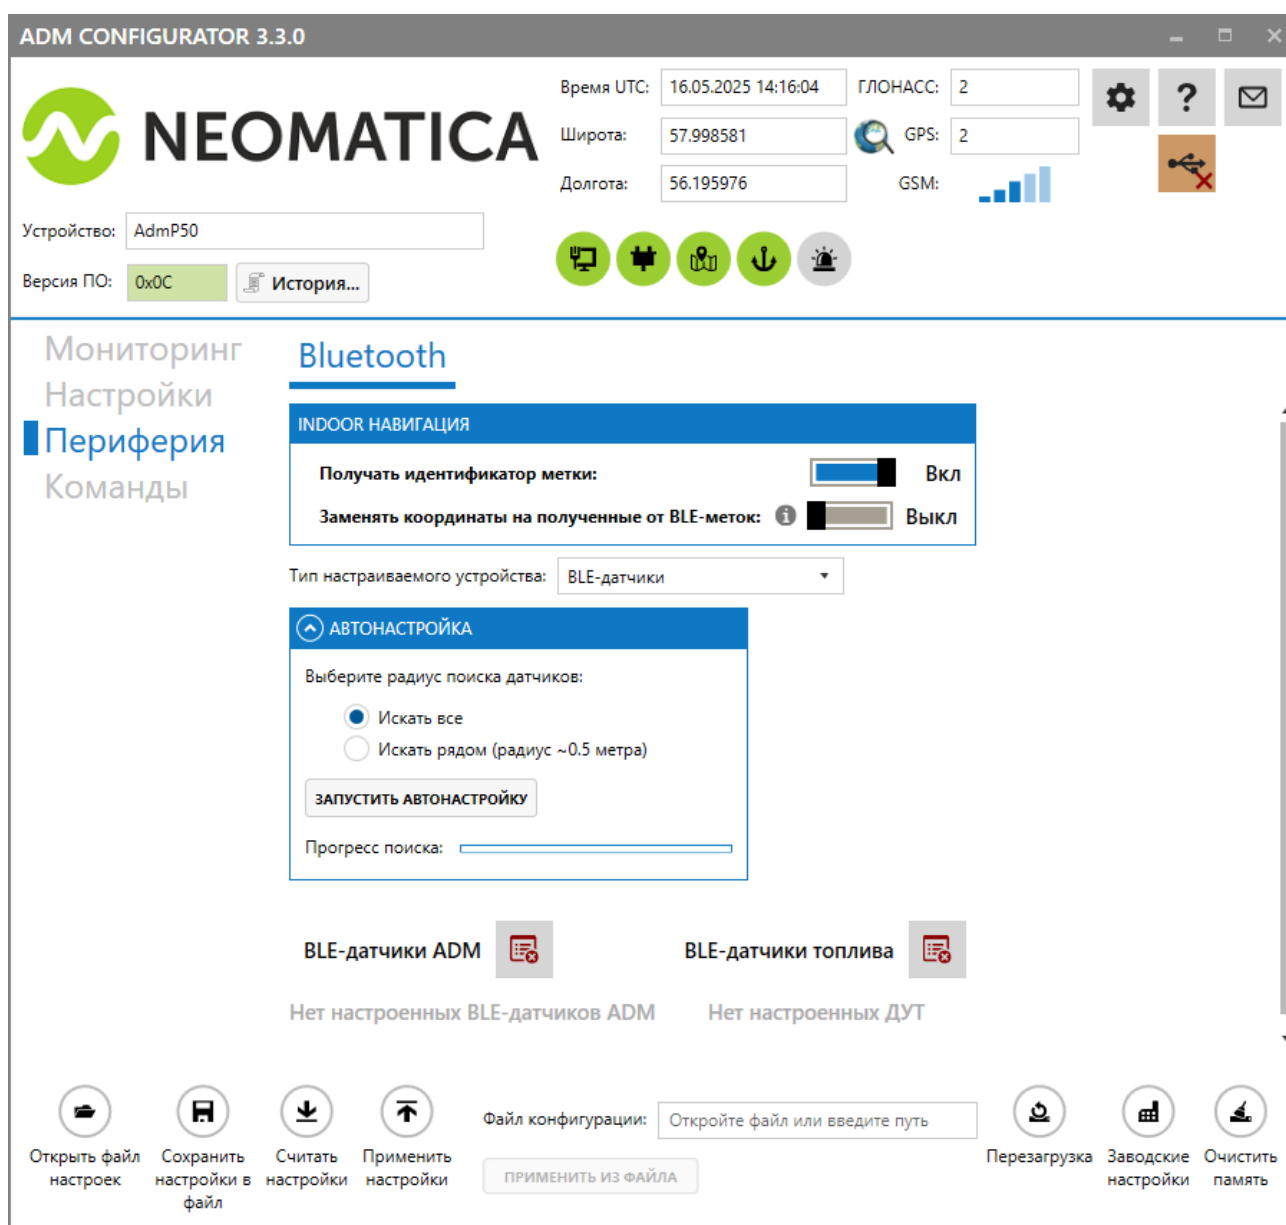 ADM CONFIGURATOR 3.3.0
NEOMATICA
Время UTC: 16.05.2025 14:16:04 ГЛОНАСС: 2
Широта: 57.998581 GPS: 2
Долгота: 56.195976 GSM:
Устройство: AdmP50
Версия ПО: 0x0C История...
Мониторинг
Настройки
Периферия
Команды
Bluetooth
INDOOR НАВИГАЦИЯ
Получать идентификатор метки: Вкл
Заменять координаты на полученные от BLE-меток: Выкл
Тип настраиваемого устройства: BLE-датчики
АВТОНАСТРОЙКА
Выберите радиус поиска датчиков:
Искать все
Искать рядом (радиус ~0.5 метра)
ЗАПУСТИТЬ АВТОНАСТРОЙКУ
Прогресс поиска:
BLE-датчики ADM BLE-датчики топлива
Нет настроенных BLE-датчиков ADM Нет настроенных ДУТ
Открыть файл настроек
Сохранить настройки в файл
Считать настройки
Применить настройки
Файл конфигурации: Откройте файл или введите путь
ПРИМЕНИТЬ ИЗ ФАЙЛА
Перезагрузка
Заводские настройки
Очистить память